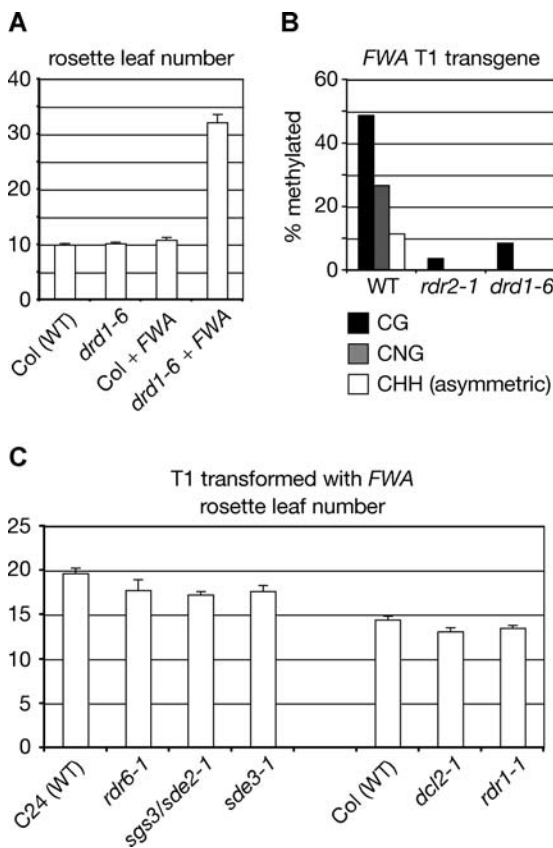 A
rosette leaf number
40
30
20
10
0
Col (WT)
drd1-6
Col + FWA
drd1-6 + FWA
B
FWA T1 transgene
% methylated
60
40
20
0
WT
rdr2-1
drd1-6
CG
CNG
CHH (asymmetric)
C
T1 transformed with FWA
rosette leaf number
25
20
15
10
5
0
C24 (WT)
rdr6-1
sgs3/sde2-1
sde3-1
Col (WT)
dcl2-1
rdr1-1